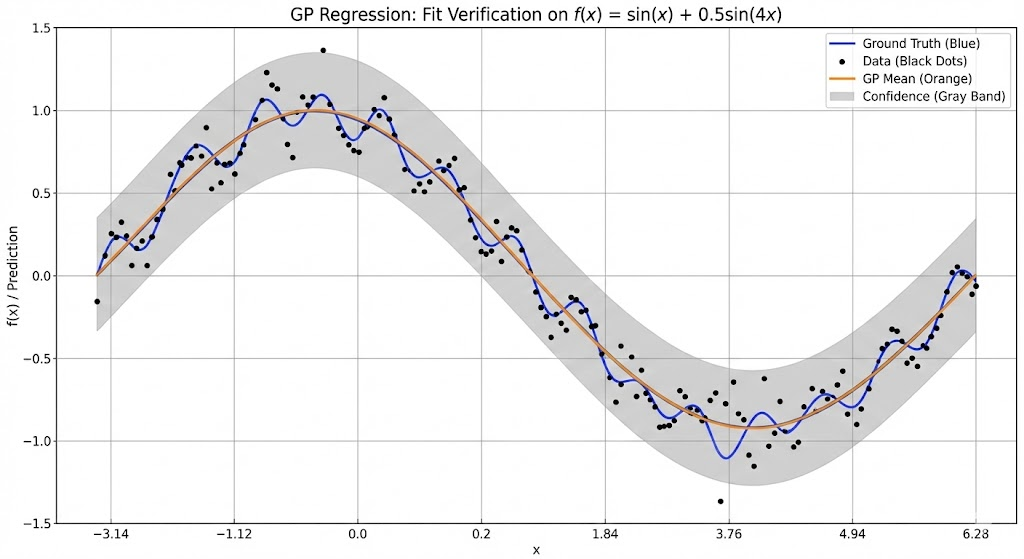 GP Regression: Fit Verification on f(x) = sin(x) + 0.5sin(4x)
Ground Truth (Blue)
Data (Black Dots)
GP Mean (Orange)
Confidence (Gray Band)
f(x) / Prediction
1.5
1.0
0.5
0.0
−0.5
−1.0
−1.5
−3.14 −1.12 0.0 0.2 1.84 3.76 4.94 6.28
x